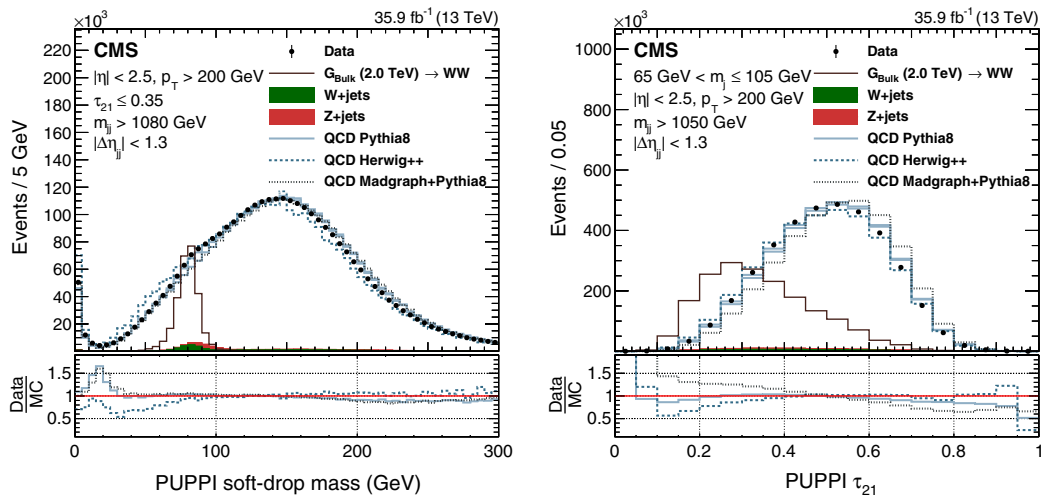 ×10³
35.9 fb⁻¹ (13 TeV)
CMS
|η| < 2.5, p_T > 200 GeV
τ₂₁ ≤ 0.35
m_jj > 1080 GeV
|Δη_jj| < 1.3
Data
G_Bulk (2.0 TeV) → WW
W+jets
Z+jets
QCD Pythia8
QCD Herwig++
QCD Madgraph+Pythia8
Events / 5 GeV
220
200
180
160
140
120
100
80
60
40
20
Data
MC
1.5
1
0.5
0 100 200 300
PUPPI soft-drop mass (GeV)
×10³
35.9 fb⁻¹ (13 TeV)
CMS
65 GeV < m_j ≤ 105 GeV
|η| < 2.5, p_T > 200 GeV
m_jj > 1050 GeV
|Δη_jj| < 1.3
Data
G_Bulk (2.0 TeV) → WW
W+jets
Z+jets
QCD Pythia8
QCD Herwig++
QCD Madgraph+Pythia8
Events / 0.05
1000
800
600
400
200
Data
MC
1.5
1
0.5
0 0.2 0.4 0.6 0.8 1
PUPPI τ₂₁